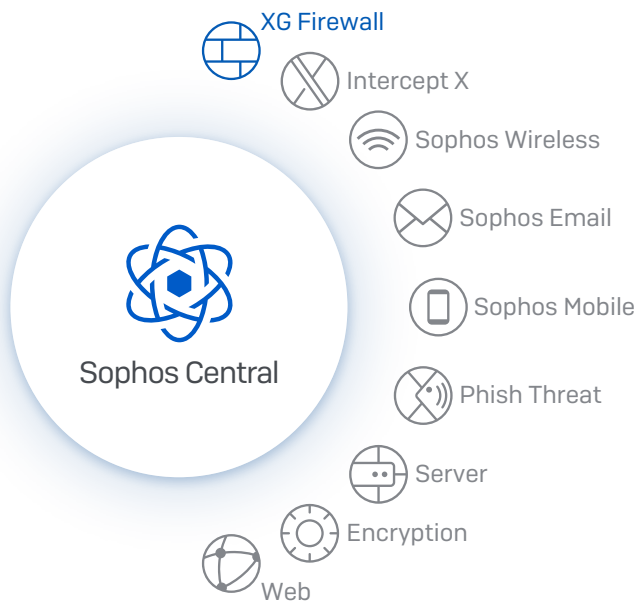 XG Firewall
Intercept X
Sophos Wireless
Sophos Email
Sophos Mobile
Sophos Central
Phish Threat
Server
Encryption
Web